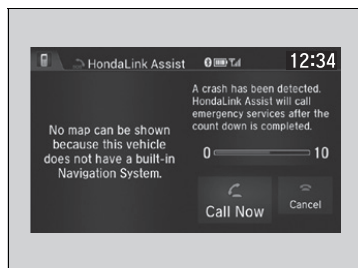 HondaLink Assist
12:34
No map can be shown
because this vehicle
does not have a built-in
Navigation System.
A crash has been detected.
HondaLink Assist will call
emergency services after the
count down is completed.
0 10
Call Now
Cancel